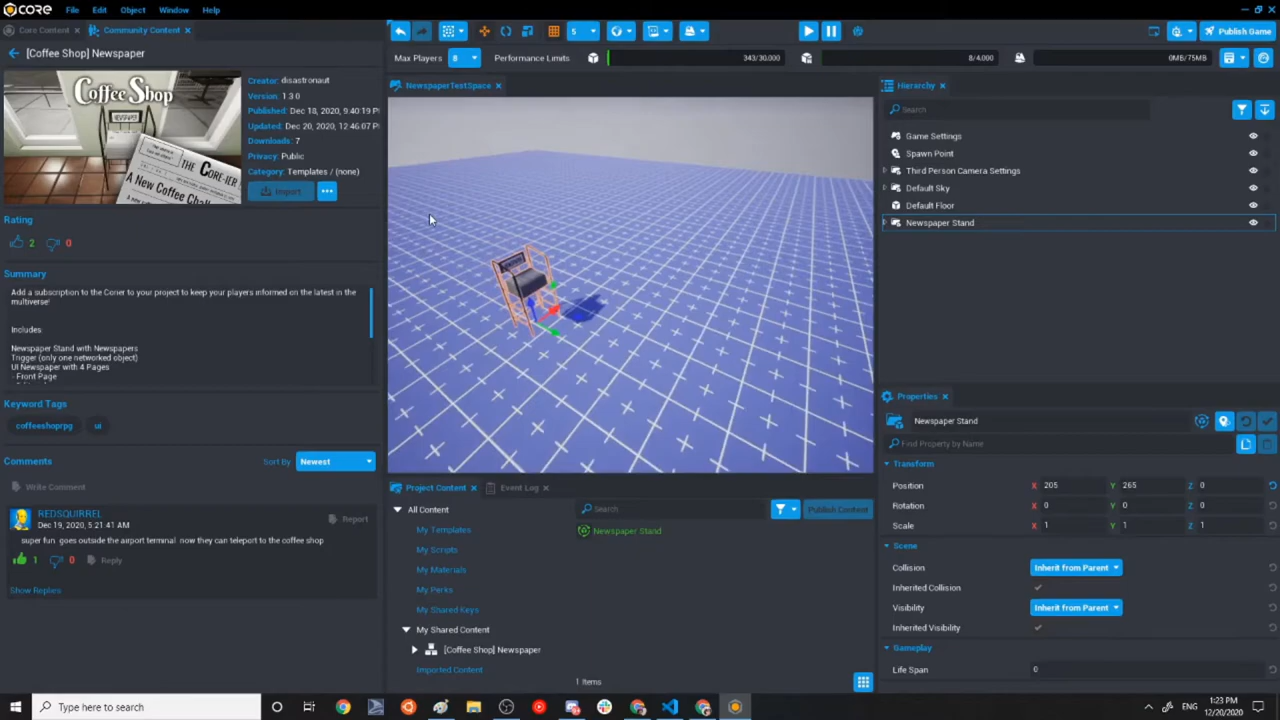 CORE File Edit Object Window Help
Core Content Community Content
[Coffee Shop] Newspaper
Coffee Shop
NEWSPAPER
THE COR-IER
A New Coffee Chall
Creator: disastronaut
Version: 1.3.0
Published: Dec 18, 2020, 9:40:19 P
Updated: Dec 20, 2020, 12:46:07 P
Downloads: 7
Privacy: Public
Category: Templates / (none)
Import
Rating
2 0
Summary
Add a subscription to the Corier to your project to keep your players informed on the latest in the
multiverse!
Includes:
Newspaper Stand with Newspapers
Trigger (only one networked object)
UI Newspaper with 4 Pages
- Front Page
Keyword Tags
coffeeshoprpg ui
Comments Sort By Newest
Write Comment
REDSQUIRREL
Dec 19, 2020, 5:21:41 AM
Report
super fun goes outside the airport terminal now they can teleport to the coffee shop
1 0 Reply
Show Replies
5
Publish Game
Max Players 8 Performance Limits 343/30,000 8/4,000 0MB/75MB
NewspaperTestSpace
Project Content Event Log
All Content
My Templates
My Scripts
My Materials
My Perks
My Shared Keys
My Shared Content
[Coffee Shop] Newspaper
Imported Content
Search
Publish Content
Newspaper Stand
1 Items
Hierarchy
Search
Game Settings
Spawn Point
Third Person Camera Settings
Default Sky
Default Floor
Newspaper Stand
Properties
Newspaper Stand
Find Property by Name
Transform
Position X 205 Y 265 Z 0
Rotation X 0 Y 0 Z 0
Scale X 1 Y 1 Z 1
Scene
Collision Inherit from Parent
Inherited Collision
Visibility Inherit from Parent
Inherited Visibility
Gameplay
Life Span 0
Type here to search
ENG
1:23 PM
12/20/2020